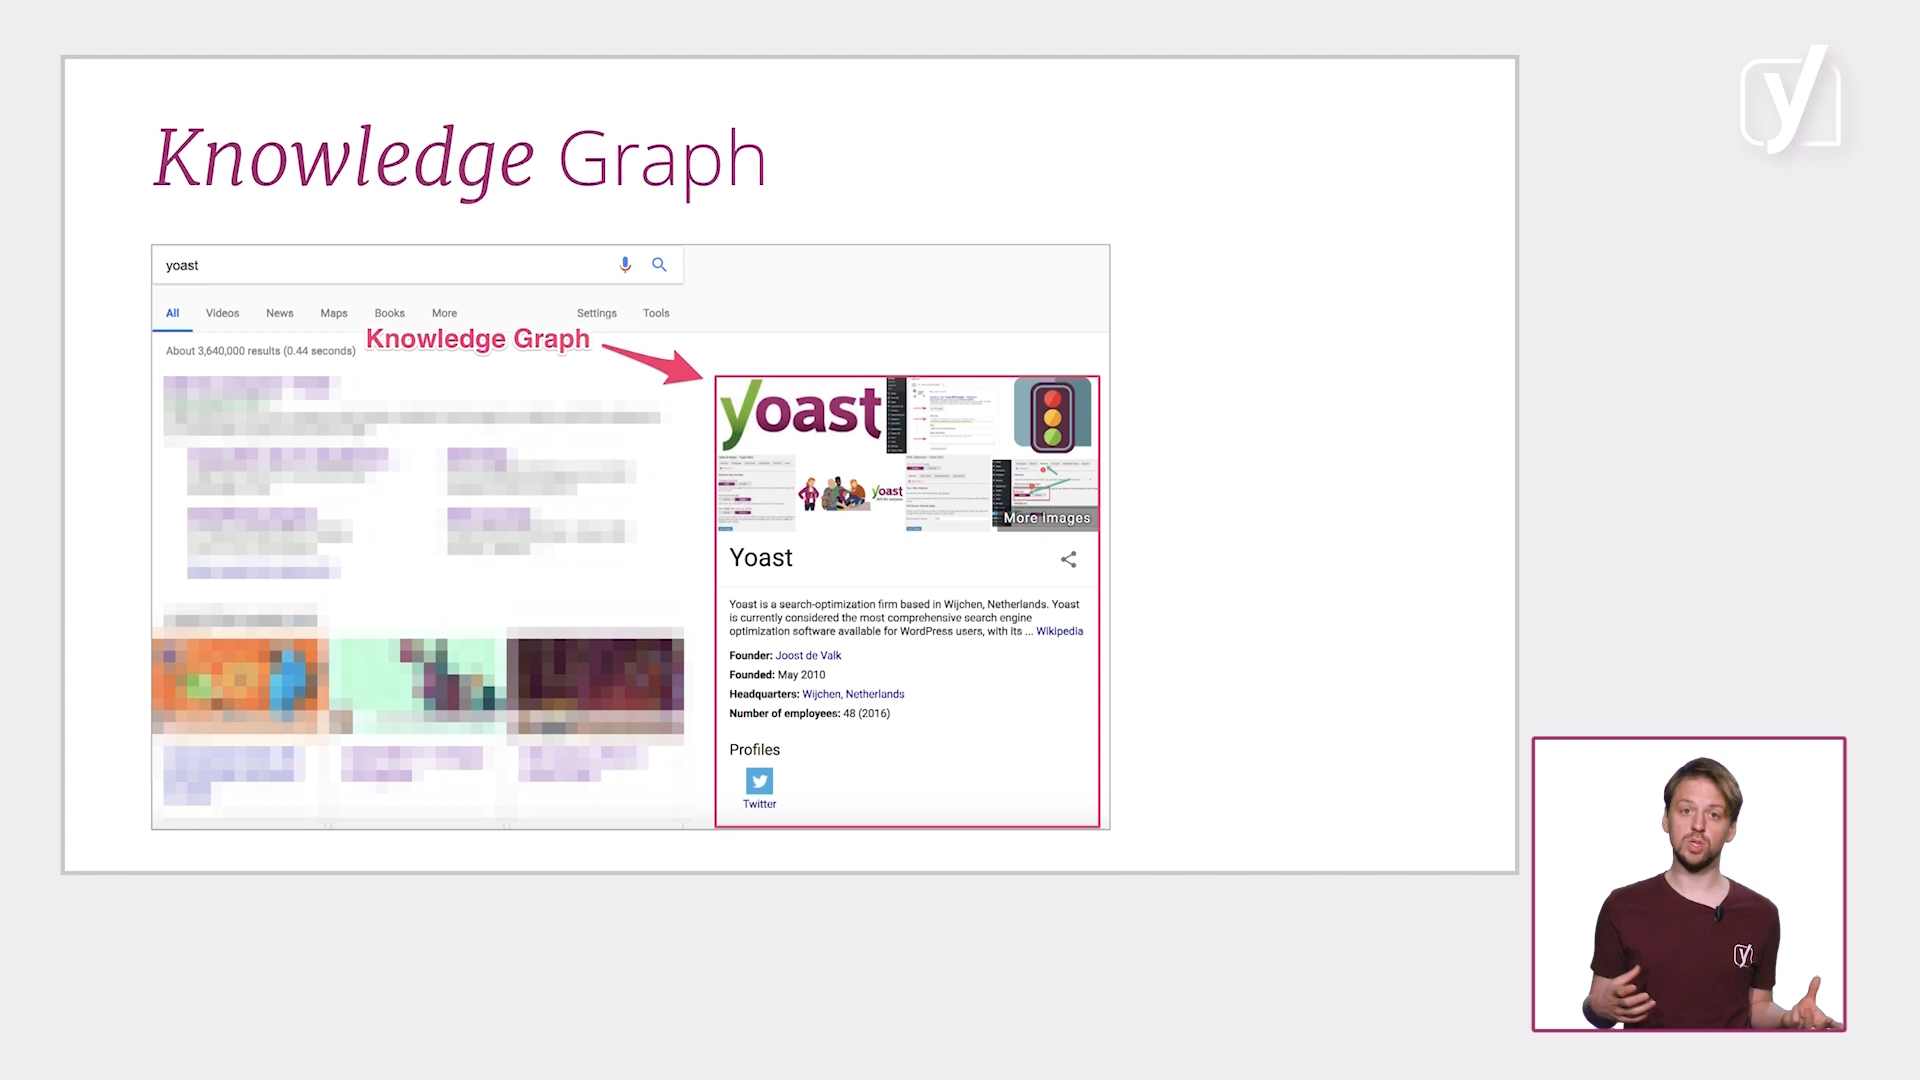 Knowledge Graph
yoast
All Videos News Maps Books More Settings Tools
About 3,640,000 results (0.44 seconds)
Knowledge Graph
yoast
yoast
More images
Yoast
Yoast is a search-optimization firm based in Wijchen, Netherlands. Yoast
is currently considered the most comprehensive search engine
optimization software available for WordPress users, with its ... Wikipedia
Founder: Joost de Valk
Founded: May 2010
Headquarters: Wijchen, Netherlands
Number of employees: 48 (2016)
Profiles
Twitter
y
y